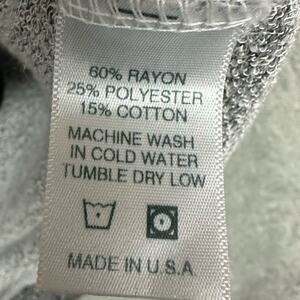 60% RAYON
25% POLYESTER
15% COTTON
MACHINE WASH
IN COLD WATER
TUMBLE DRY LOW
MADE IN U.S.A.